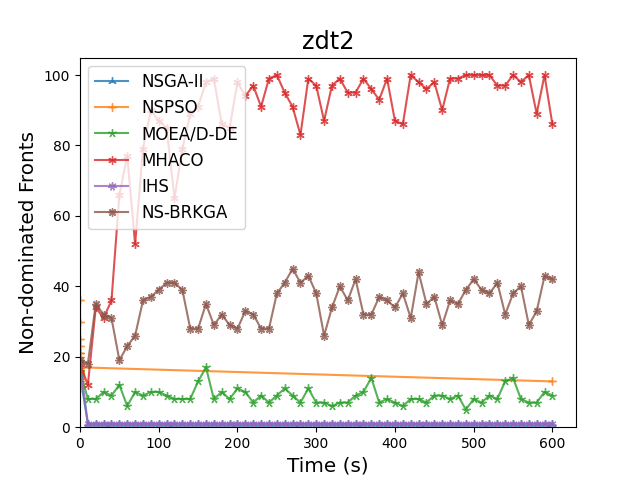 zdt2
Non-dominated Fronts
100
80
60
40
20
0
NSGA-II
NSPSO
MOEA/D-DE
MHACO
IHS
NS-BRKGA
0 100 200 300 400 500 600
Time (s)